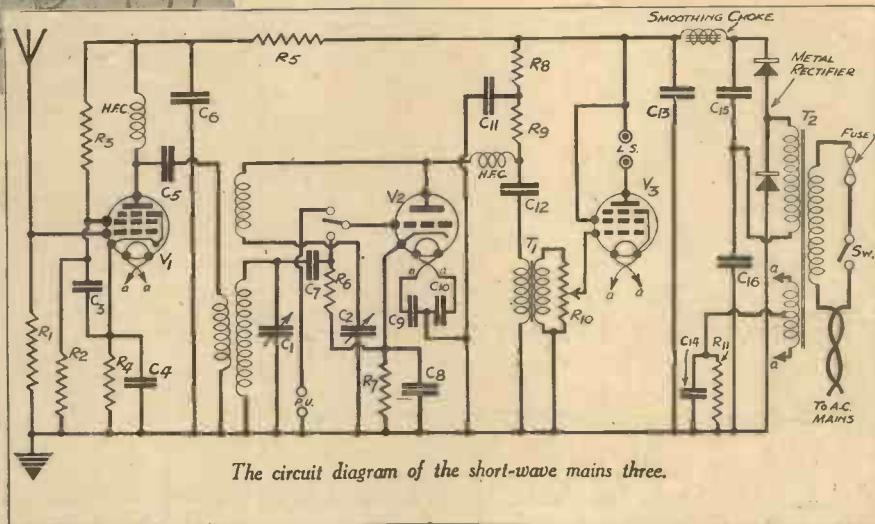 SMOOTHING CHOKE
METAL RECTIFIER
R5
R8
C11
R9
C13
C15
T2
FUSE
H.F.C.
C6
R3
C5
V1
a a
C3
R1
R2
R4
C4
V2
H.F.C.
C12
L.S.
V3
a a
C7
R6
C2
C1
a a
C9
C10
T1
R10
C16
a
a
SW.
R7
C8
P.U.
C14
R11
TO A.C. MAINS
The circuit diagram of the short-wave mains three.